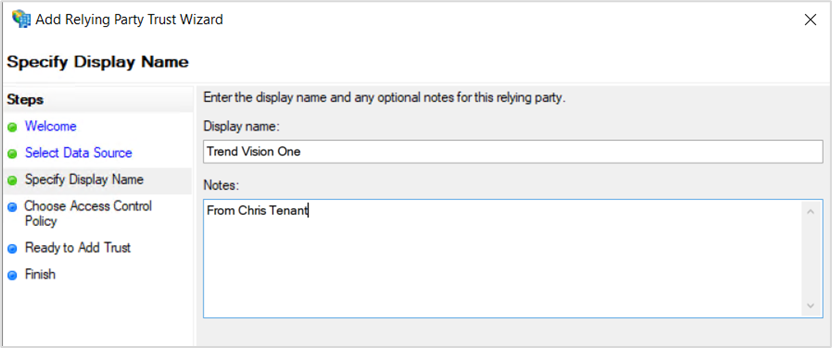 Add Relying Party Trust Wizard
Specify Display Name
Steps
Welcome
Select Data Source
Specify Display Name
Choose Access Control
Policy
Ready to Add Trust
Finish
Enter the display name and any optional notes for this relying party.
Display name:
Trend Vision One
Notes:
From Chris Tenant